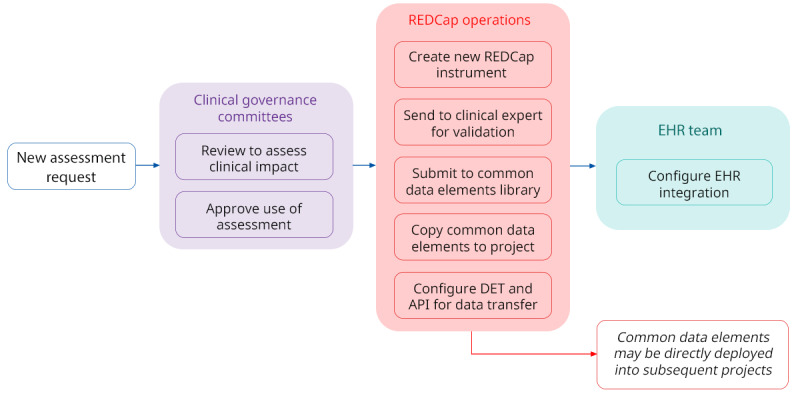 New assessment
request
Clinical governance
committees
Review to assess
clinical impact
Approve use of
assessment
REDCap operations
Create new REDCap
instrument
Send to clinical expert
for validation
Submit to common
data elements library
Copy common data
elements to project
Configure DET and
API for data transfer
EHR team
Configure EHR
integration
Common data elements
may be directly deployed
into subsequent projects